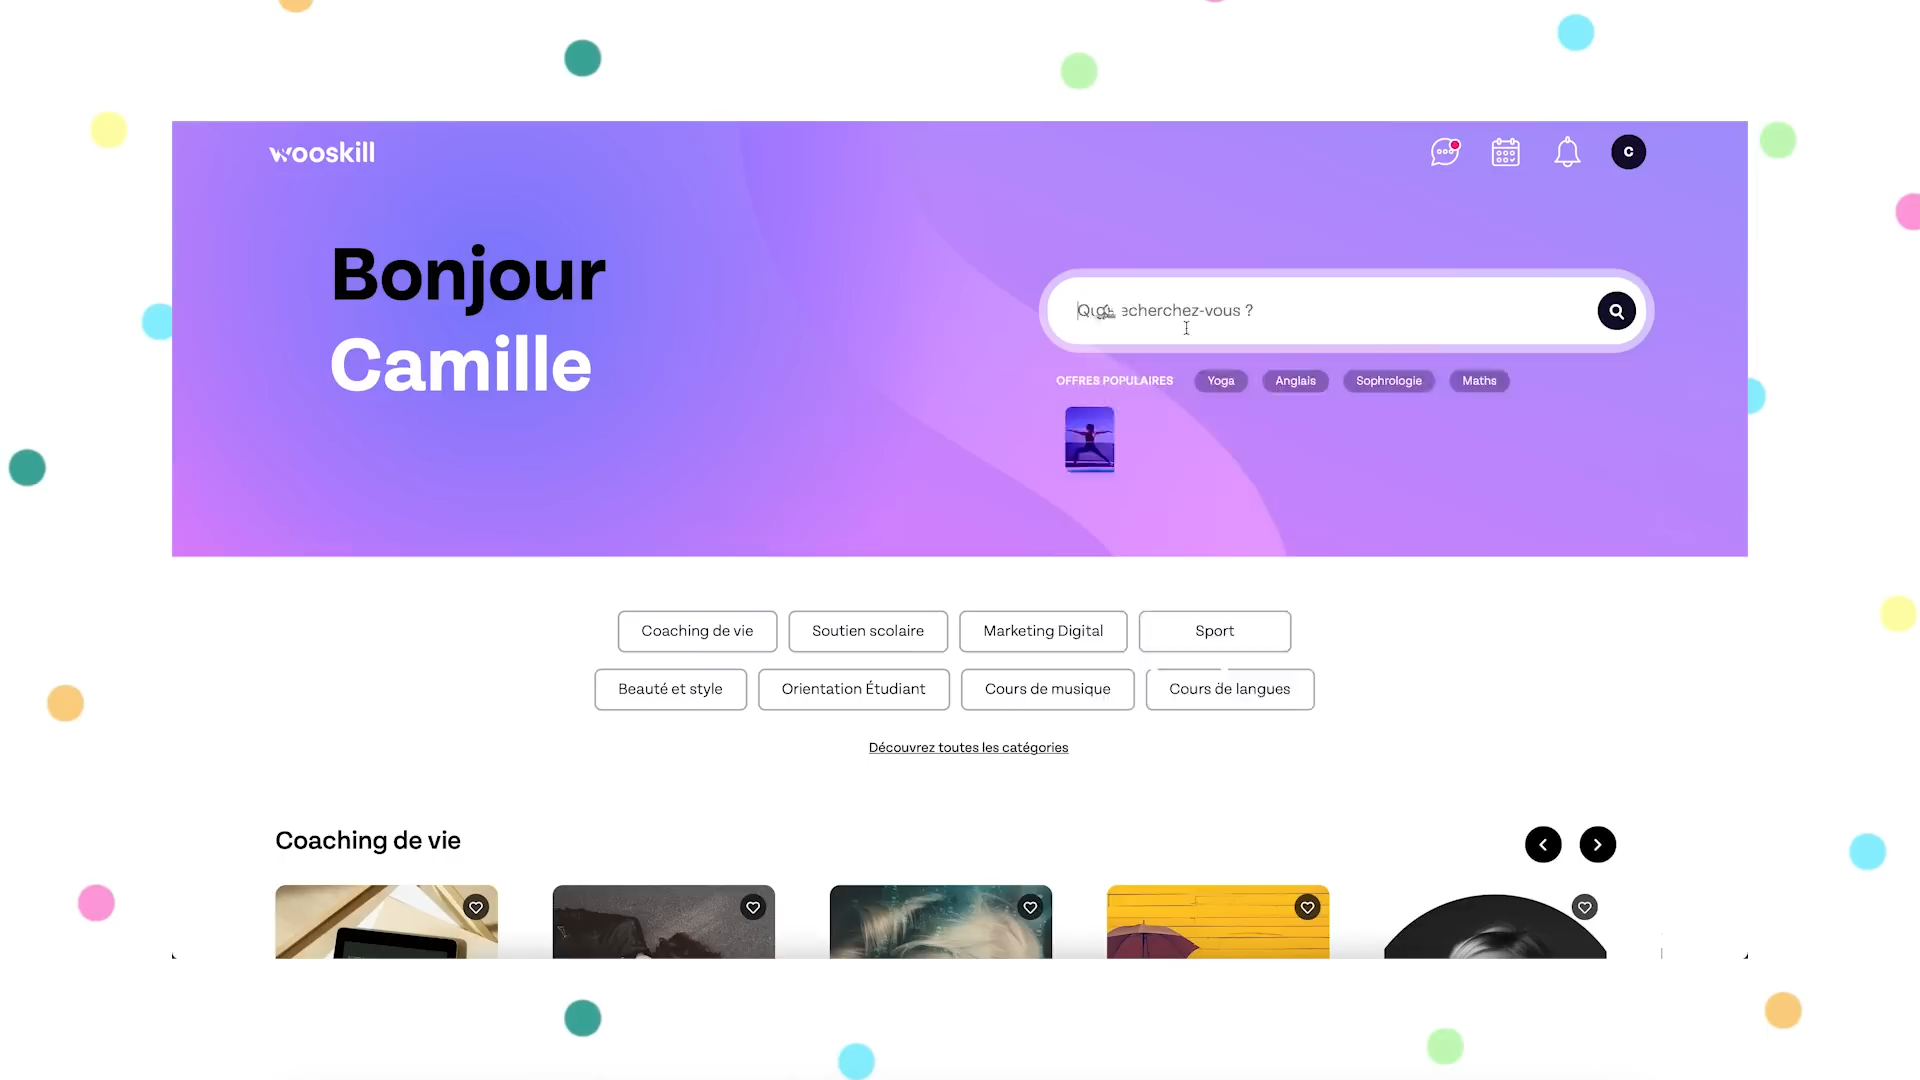 wooskill
C
Bonjour
Camille
echerchez-vous ?
OFFRES POPULAIRES Yoga Anglais Sophrologie Maths
Coaching de vie Soutien scolaire Marketing Digital Sport
Beauté et style Orientation Étudiant Cours de musique Cours de langues
Découvrez toutes les catégories
Coaching de vie